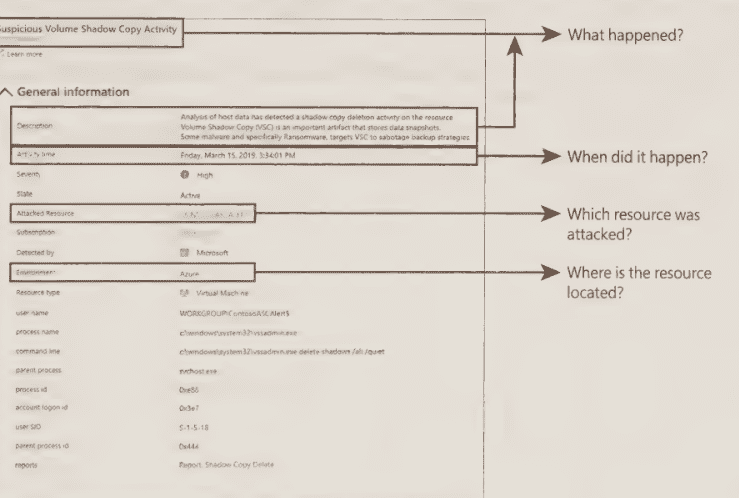 Suspicious Volume Shadow Copy Activity
What happened?
Learn more
General information
Description
Analysis of host data has detected a shadow copy deletion activity on the resource
Volume Shadow Copy (VSC) is an important artifact that stores data snapshots.
Some malware and specifically Ransomware, targets VSC to sabotage backup strategies
Activity time Friday, March 15, 2019, 3:34:01 PM
When did it happen?
Severity High
State Active
Attacked Resource
Which resource was
attacked?
Subscription
Detected by Microsoft
Environment Azure
Where is the resource
located?
Resource type Virtual Machine
user name WORKGROUP\ContosoASCAlert$
process name c:\windows\system32\vssadmin.exe
command line c:\windows\system32\vssadmin.exe delete shadows /all /quiet
parent process svchost.exe
process id 0xe88
account logon id 0x3e7
user SID S-1-5-18
parent process id 0x444
reports Report: Shadow Copy Delete